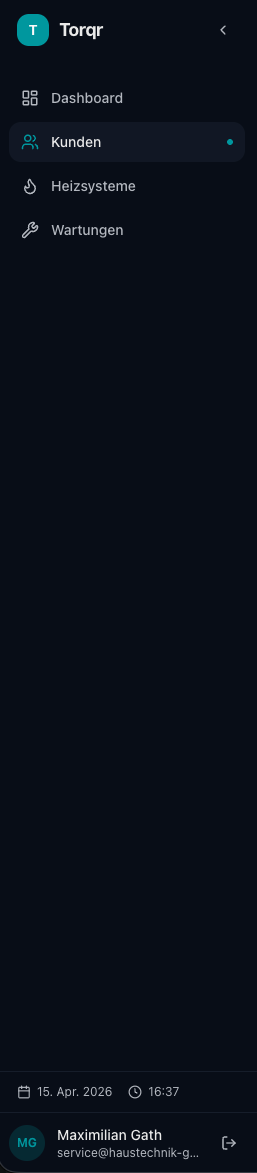 T Torqr
Dashboard
Kunden
Heizsysteme
Wartungen
15. Apr. 2026 16:37
MG Maximilian Gath
service@haustechnik-g...